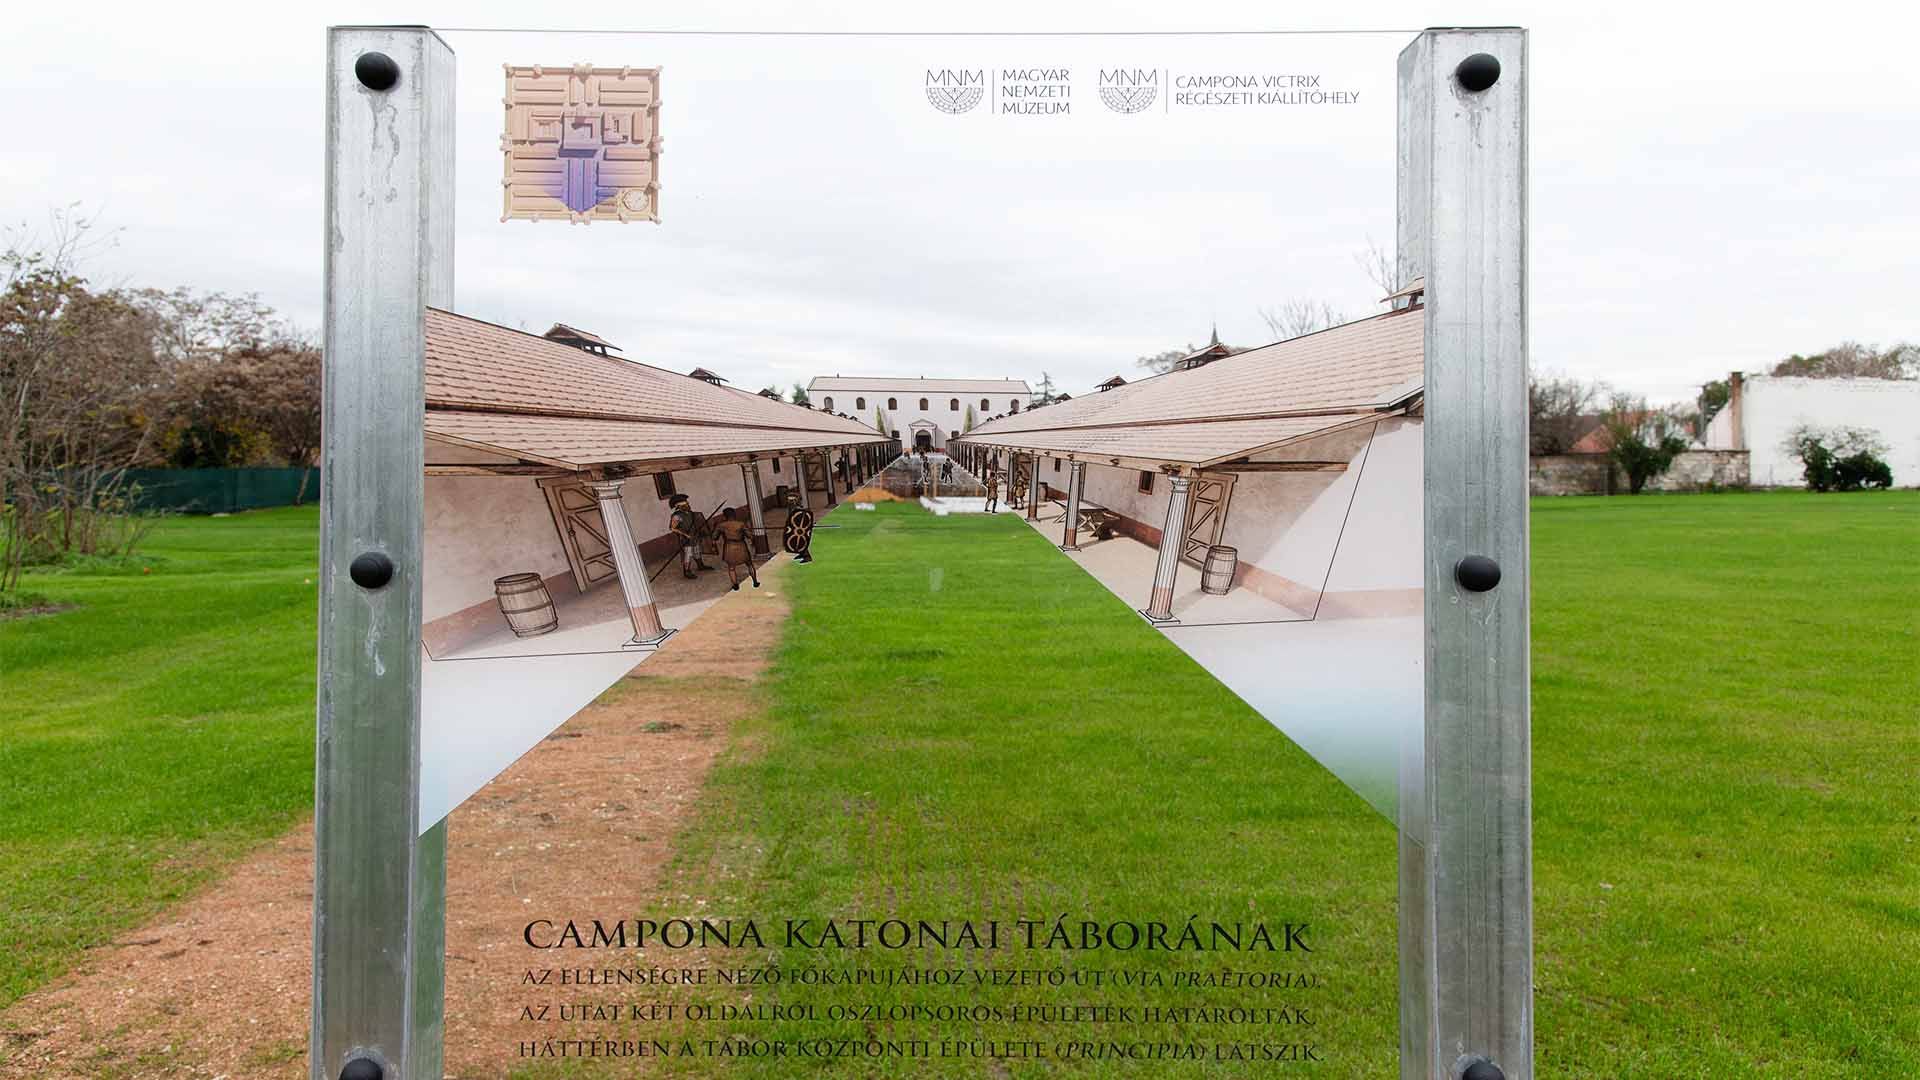 MNM
MAGYAR
NEMZETI
MÚZEUM
MNM
CAMPONA VICTRIX
RÉGÉSZETI KIÁLLÍTÓHELY
CAMPONA KATONAI TÁBORÁNAK
AZ ELLENSÉGRE NÉZŐ FŐKAPUJÁHOZ VEZETŐ ÚT (VIA PRAETORIA).
AZ UTAT KÉT OLDALRÓL OSZLOPSOROS ÉPÜLETEK HATÁROLTÁK,
HÁTTÉRBEN A TÁBOR KÖZPONTI ÉPÜLETE (PRINCIPIA) LÁTSZIK.